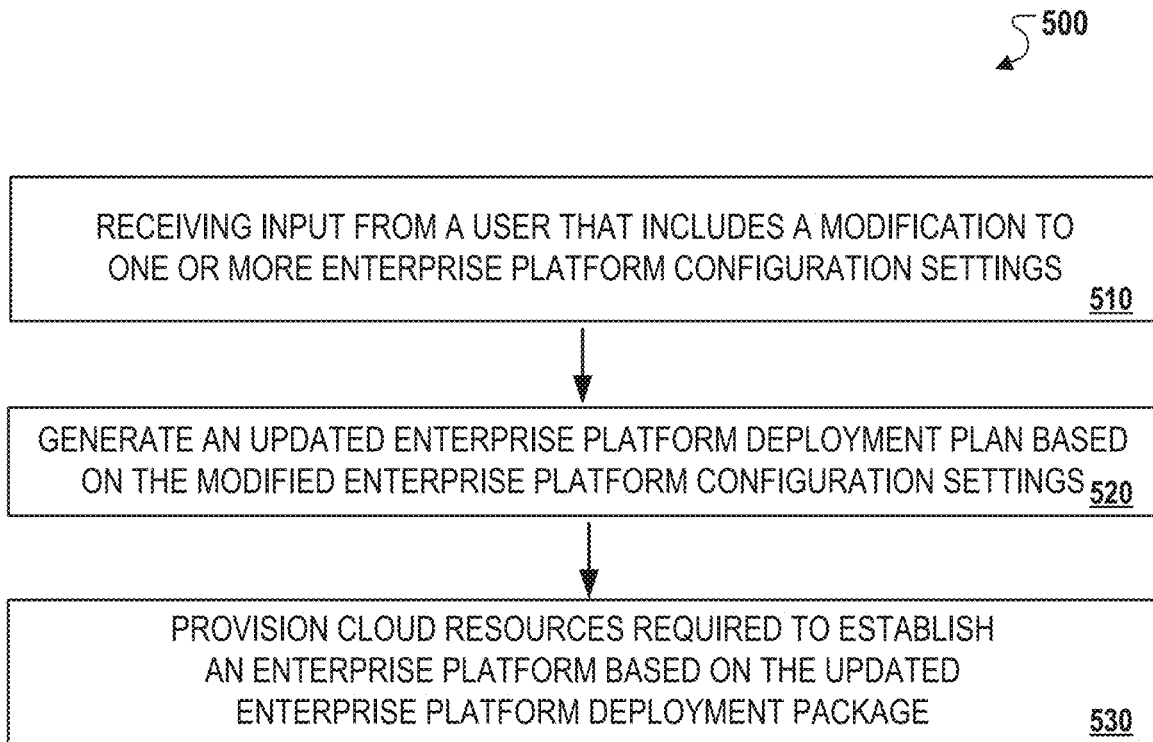 500
RECEIVING INPUT FROM A USER THAT INCLUDES A MODIFICATION TO
ONE OR MORE ENTERPRISE PLATFORM CONFIGURATION SETTINGS
510
GENERATE AN UPDATED ENTERPRISE PLATFORM DEPLOYMENT PLAN BASED
ON THE MODIFIED ENTERPRISE PLATFORM CONFIGURATION SETTINGS
520
PROVISION CLOUD RESOURCES REQUIRED TO ESTABLISH
AN ENTERPRISE PLATFORM BASED ON THE UPDATED
ENTERPRISE PLATFORM DEPLOYMENT PACKAGE
530